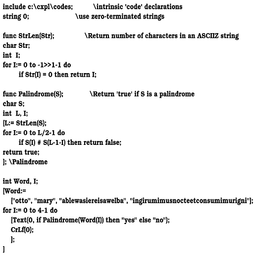 include c:\cxpl\codes;          \intrinsic 'code' declarations
string 0;               \use zero-terminated strings

func StrLen(Str);          \Return number of characters in an ASCIIZ string
char Str;
int  I;
for I:= 0 to -1>>1-1 do
    if Str(I) = 0 then return I;

func Palindrome(S);          \Return 'true' if S is a palindrome
char S;
int  L, I;
[L:= StrLen(S);
for I:= 0 to L/2-1 do
    if S(I) # S(L-1-I) then return false;
return true;
]; \Palindrome

int Word, I;
[Word:=
  ["otto", "mary", "ablewasiereisawelba", "ingirumimusnocteetconsumimurigni"];
for I:= 0 to 4-1 do
  [Text(0, if Palindrome(Word(I)) then "yes" else "no");
  CrLf(0);
  ];
]